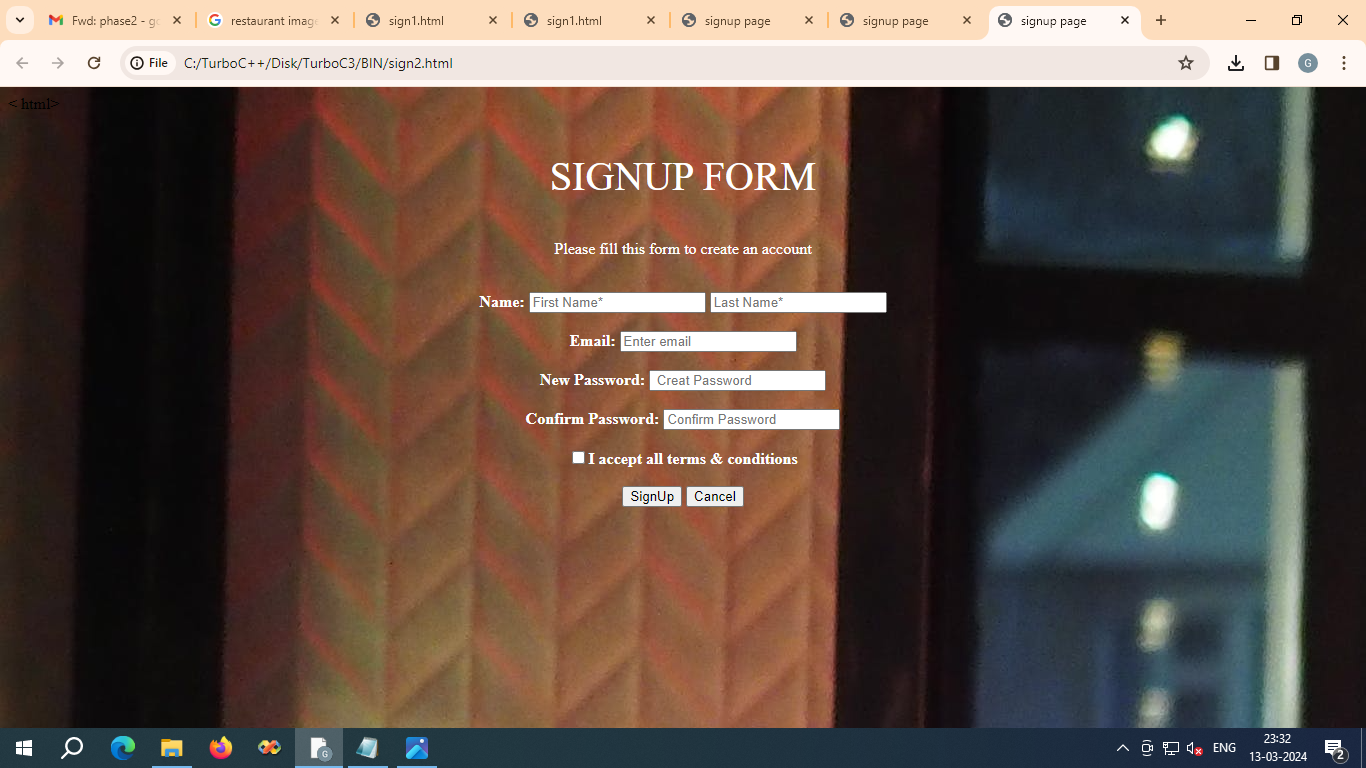 Fwd: phase2 - go
restaurant image
sign1.html
sign1.html
signup page
signup page
signup page
File
C:/TurboC++/Disk/TurboC3/BIN/sign2.html
G
< html>
SIGNUP FORM
Please fill this form to create an account
Name: First Name* Last Name*
Email: Enter email
New Password: Creat Password
Confirm Password: Confirm Password
I accept all terms & conditions
SignUp Cancel
G
ENG
23:32
13-03-2024
2